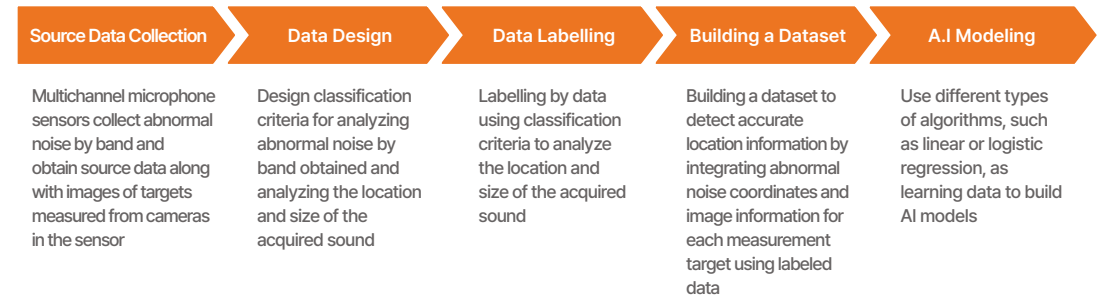 Source Data Collection
Data Design
Data Labelling
Building a Dataset
A.I Modeling
Multichannel microphone
sensors collect abnormal
noise by band and
obtain source data along
with images of targets
measured from cameras
in the sensor
Design classification
criteria for analyzing
abnormal noise by
band obtained and
analyzing the location
and size of the
acquired sound
Labelling by data
using classification
criteria to analyze
the location and
size of the acquired
sound
Building a dataset to
detect accurate
location information by
integrating abnormal
noise coordinates and
image information for
each measurement
target using labeled
data
Use different types
of algorithms, such
as linear or logistic
regression, as
learning data to build
AI models